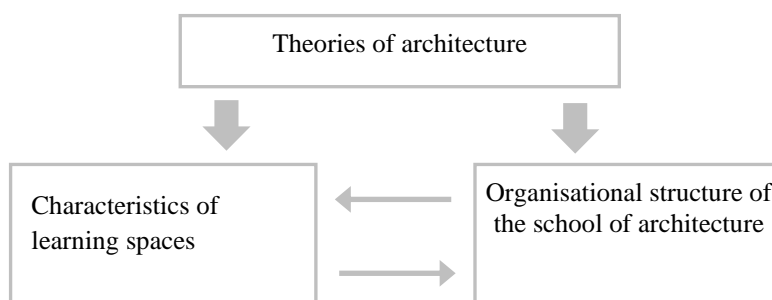 Theories of architecture
Characteristics of
learning spaces
Organisational structure of
the school of architecture